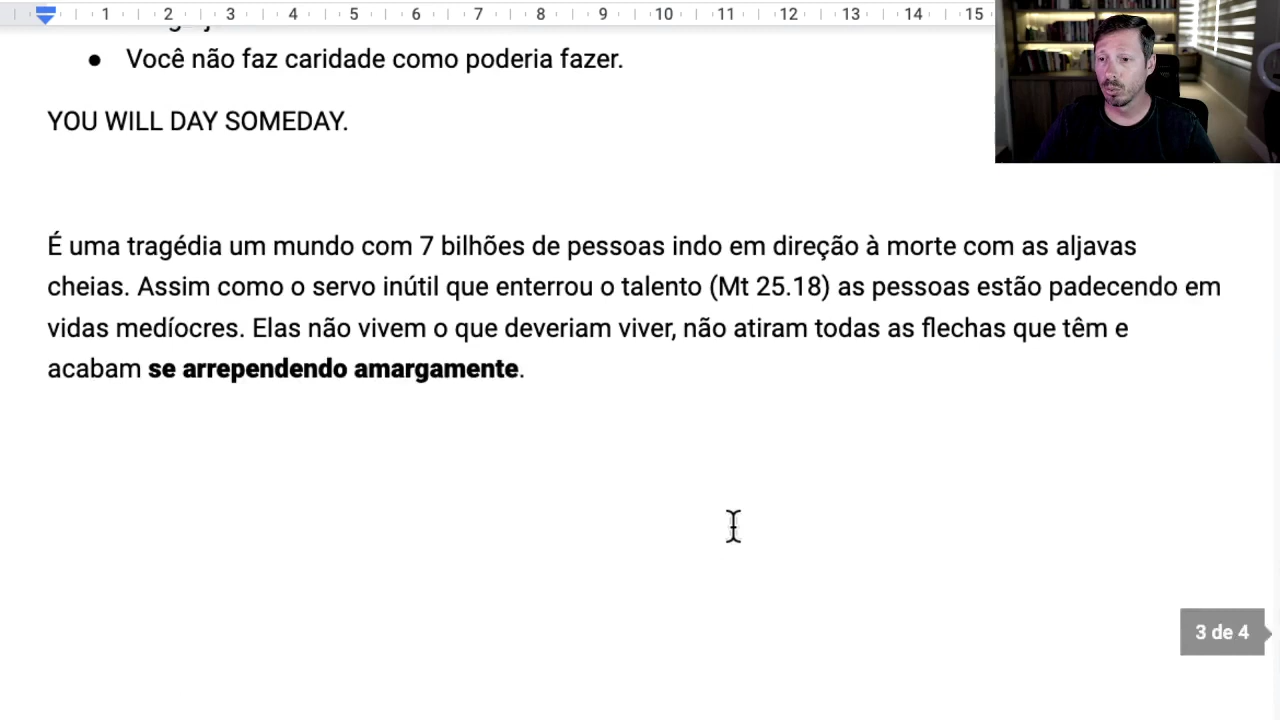 1 2 3 4 5 6 7 8 9 10 11 12 13 14 15
● Você não faz caridade como poderia fazer.
YOU WILL DAY SOMEDAY.
É uma tragédia um mundo com 7 bilhões de pessoas indo em direção à morte com as aljavas
cheias. Assim como o servo inútil que enterrou o talento (Mt 25.18) as pessoas estão padecendo em
vidas medíocres. Elas não vivem o que deveriam viver, não atiram todas as flechas que têm e
acabam se arrependendo amargamente.
3 de 4